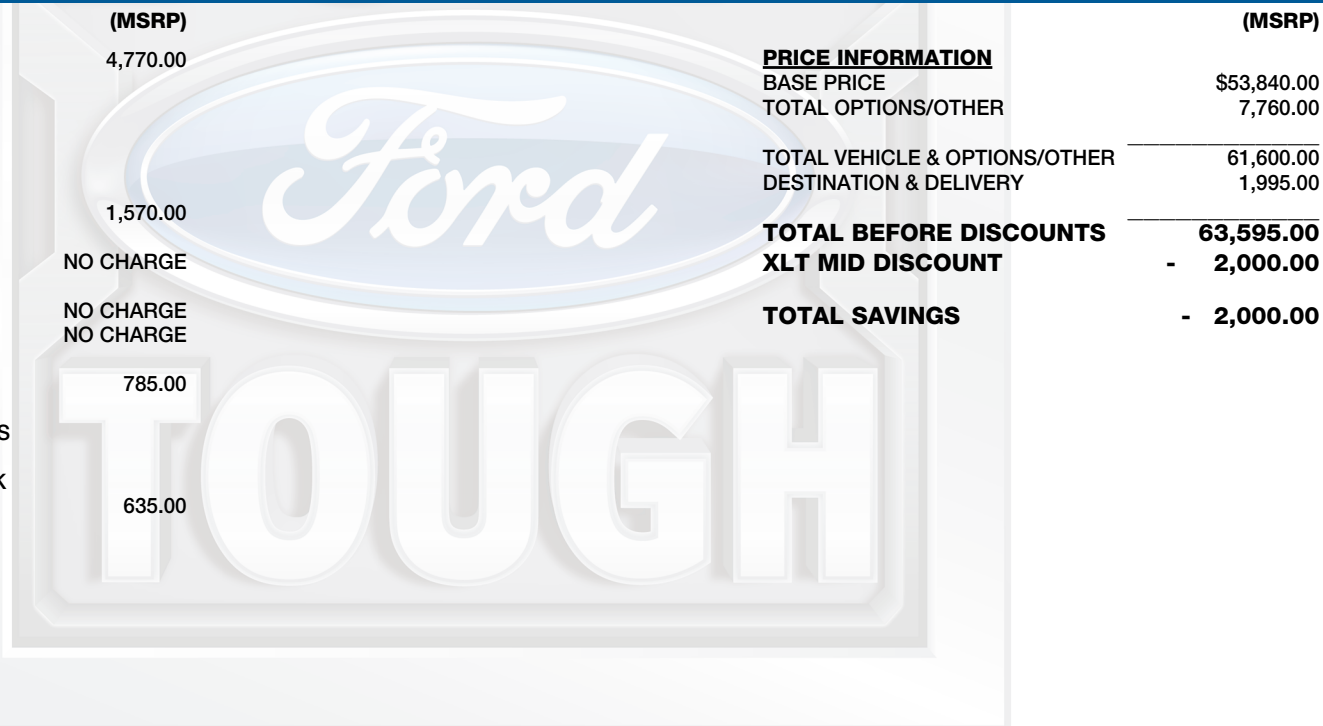 (MSRP)
4,770.00
1,570.00
NO CHARGE
NO CHARGE
NO CHARGE
785.00
S
K
635.00
(MSRP)
PRICE INFORMATION
BASE PRICE $53,840.00
TOTAL OPTIONS/OTHER 7,760.00
TOTAL VEHICLE & OPTIONS/OTHER 61,600.00
DESTINATION & DELIVERY 1,995.00
TOTAL BEFORE DISCOUNTS 63,595.00
XLT MID DISCOUNT - 2,000.00
TOTAL SAVINGS - 2,000.00
Ford
TOUGH